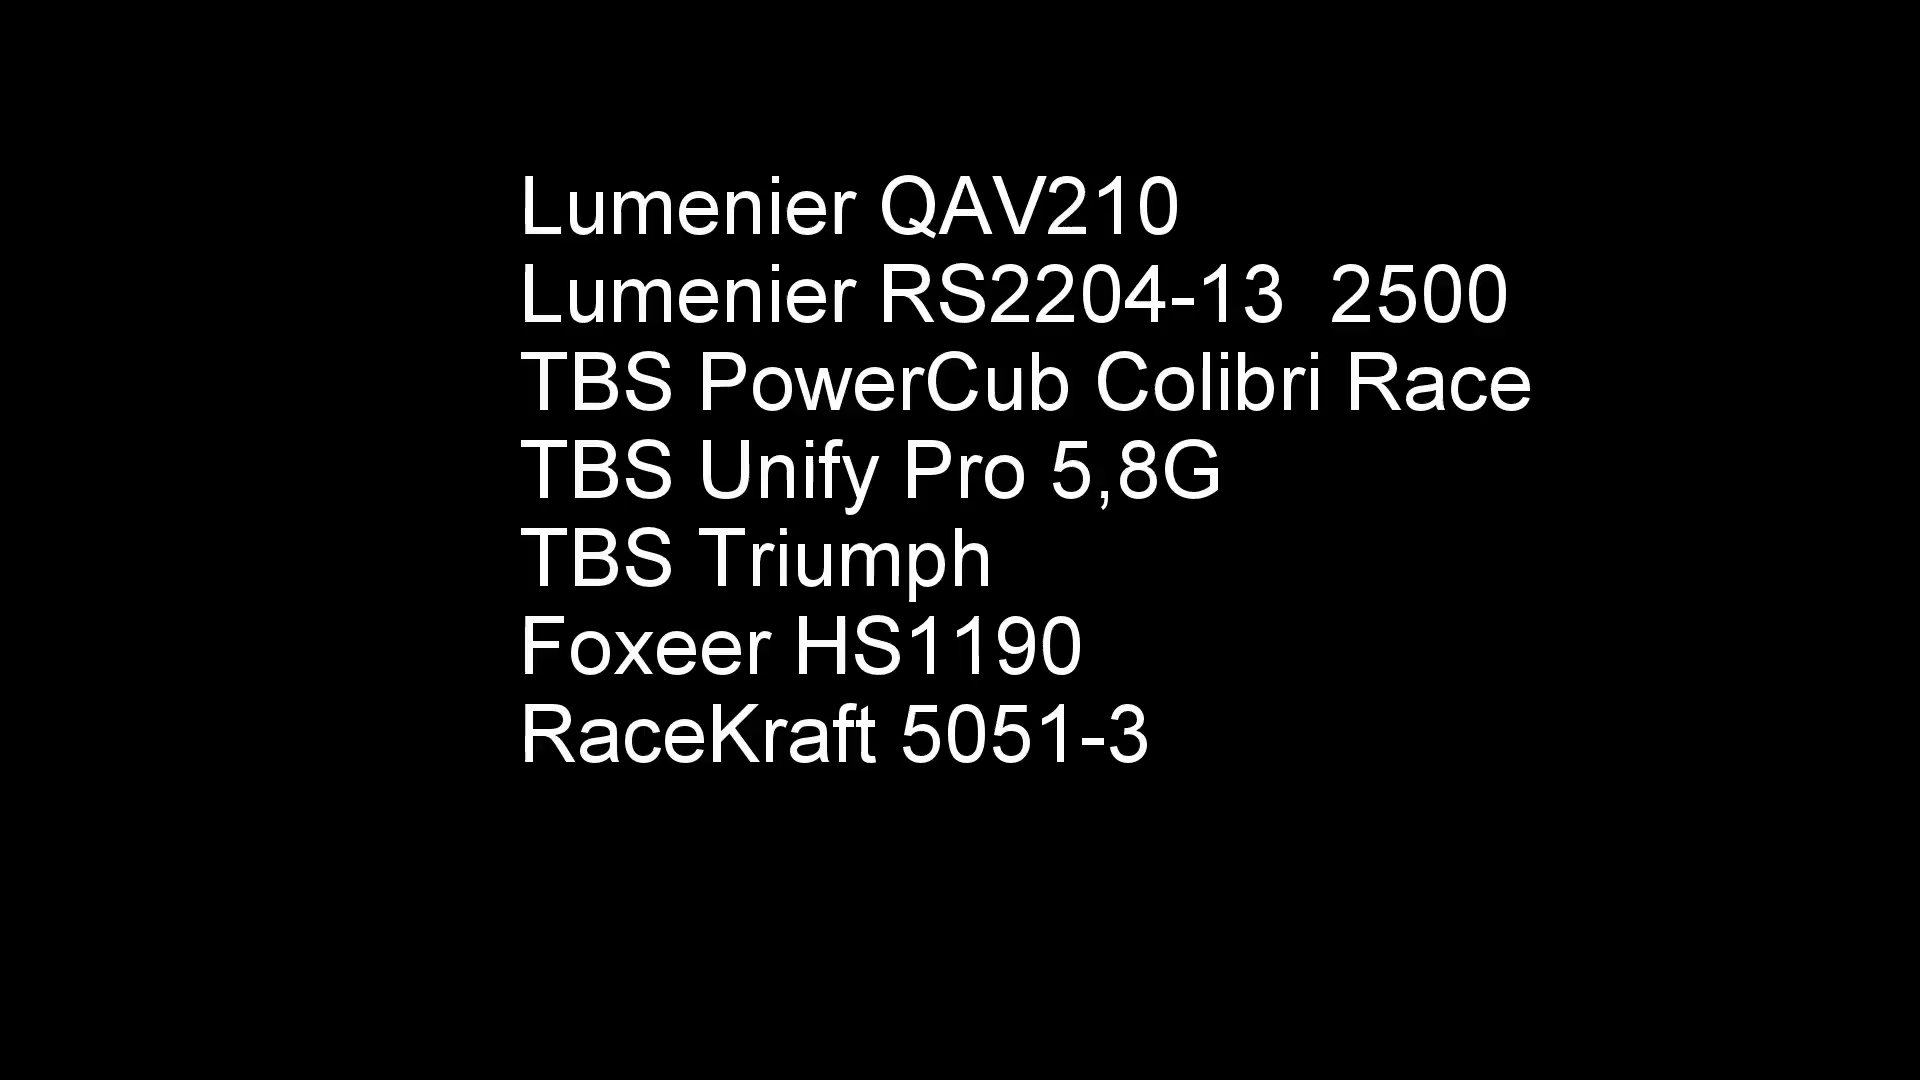 Lumenier QAV210
Lumenier RS2204-13  2500
TBS PowerCub Colibri Race
TBS Unify Pro 5,8G
TBS Triumph
Foxeer HS1190
RaceKraft 5051-3